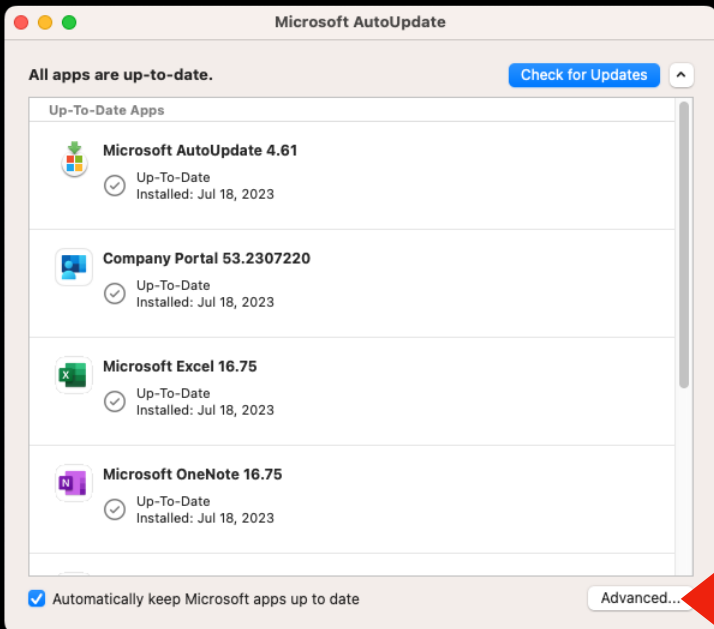 Microsoft AutoUpdate
All apps are up-to-date.
Check for Updates
Up-To-Date Apps
Microsoft AutoUpdate 4.61
Up-To-Date
Installed: Jul 18, 2023
Company Portal 53.2307220
Up-To-Date
Installed: Jul 18, 2023
X
Microsoft Excel 16.75
Up-To-Date
Installed: Jul 18, 2023
N
Microsoft OneNote 16.75
Up-To-Date
Installed: Jul 18, 2023
Automatically keep Microsoft apps up to date
Advanced...